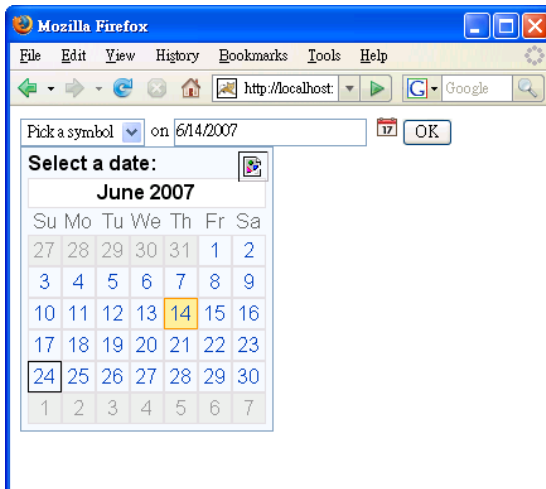 Mozilla Firefox
File Edit View History Bookmarks Tools Help
http://localhost: G Google
Pick a symbol on 6/14/2007 17 OK
Select a date:
June 2007
Su Mo Tu We Th Fr Sa
27 28 29 30 31 1 2
3 4 5 6 7 8 9
10 11 12 13 14 15 16
17 18 19 20 21 22 23
24 25 26 27 28 29 30
1 2 3 4 5 6 7